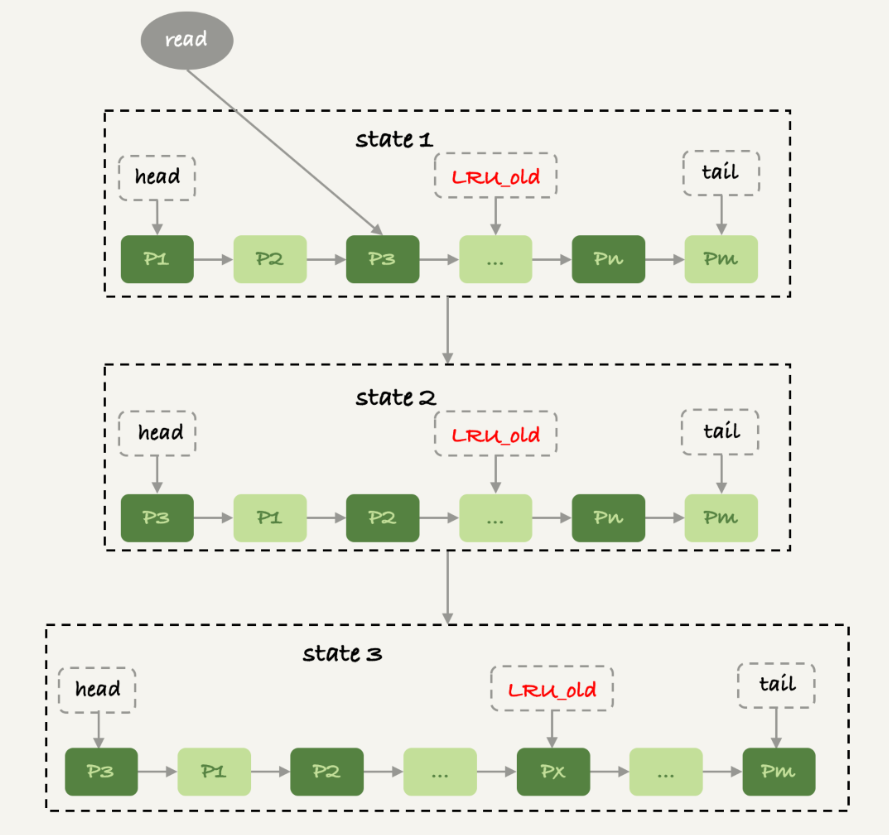 read
state 1
head
LRU_old
tail
P1
P2
P3
...
Pn
Pm
state 2
head
LRU_old
tail
P3
P1
P2
...
Pn
Pm
state 3
head
LRU_old
tail
P3
P1
P2
...
Px
...
Pm